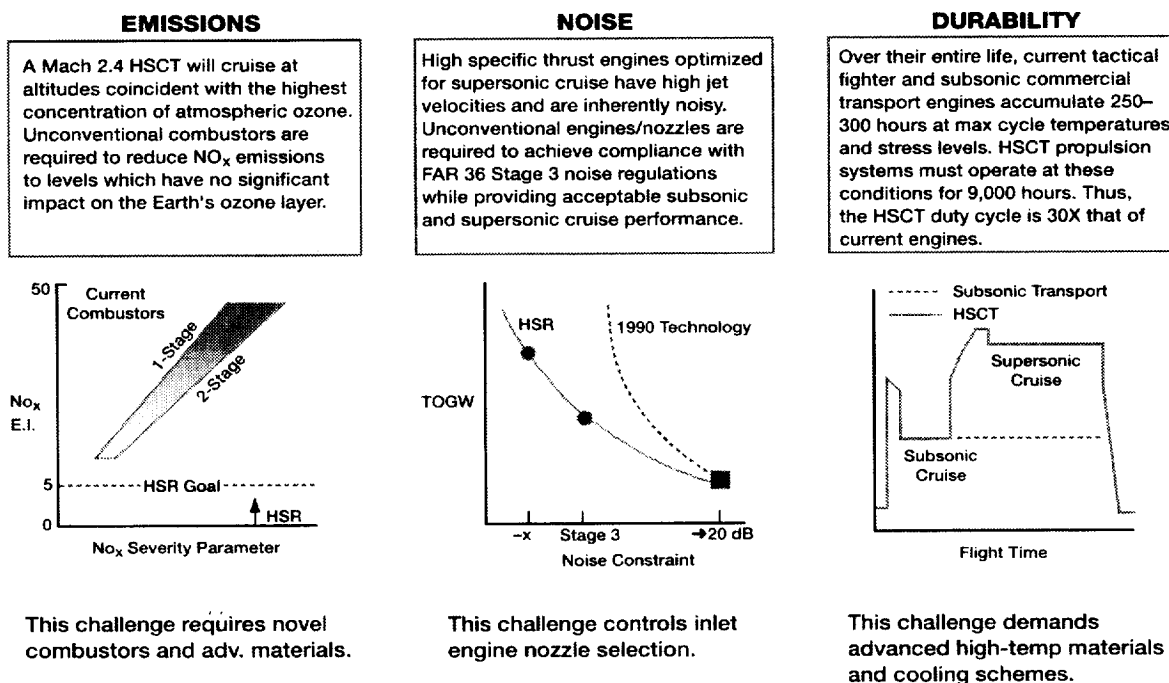 EMISSIONS
A Mach 2.4 HSCT will cruise at
altitudes coincident with the highest
concentration of atmospheric ozone.
Unconventional combustors are
required to reduce NOx emissions
to levels which have no significant
impact on the Earth's ozone layer.
50
Current
Combustors
1-Stage
2-Stage
Nox
E.I.
5
HSR Goal
0
HSR
Nox Severity Parameter
This challenge requires novel
combustors and adv. materials.
NOISE
High specific thrust engines optimized
for supersonic cruise have high jet
velocities and are inherently noisy.
Unconventional engines/nozzles are
required to achieve compliance with
FAR 36 Stage 3 noise regulations
while providing acceptable subsonic
and supersonic cruise performance.
HSR
1990 Technology
TOGW
–x
Stage 3
➔20 dB
Noise Constraint
This challenge controls inlet
engine nozzle selection.
DURABILITY
Over their entire life, current tactical
fighter and subsonic commercial
transport engines accumulate 250–
300 hours at max cycle temperatures
and stress levels. HSCT propulsion
systems must operate at these
conditions for 9,000 hours. Thus,
the HSCT duty cycle is 30X that of
current engines.
Subsonic Transport
HSCT
Supersonic
Cruise
Subsonic
Cruise
Flight Time
This challenge demands
advanced high-temp materials
and cooling schemes.